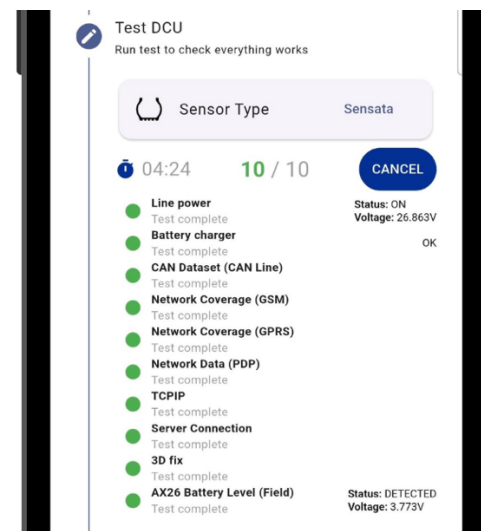 Test DCU
Run test to check everything works
Sensor Type Sensata
04:24 10 / 10 CANCEL
Line power Status: ON
Test complete Voltage: 26.863V
Battery charger OK
Test complete
CAN Dataset (CAN Line)
Test complete
Network Coverage (GSM)
Test complete
Network Coverage (GPRS)
Test complete
Network Data (PDP)
Test complete
TCPIP
Test complete
Server Connection
Test complete
3D fix
Test complete
AX26 Battery Level (Field) Status: DETECTED
Test complete Voltage: 3.773V